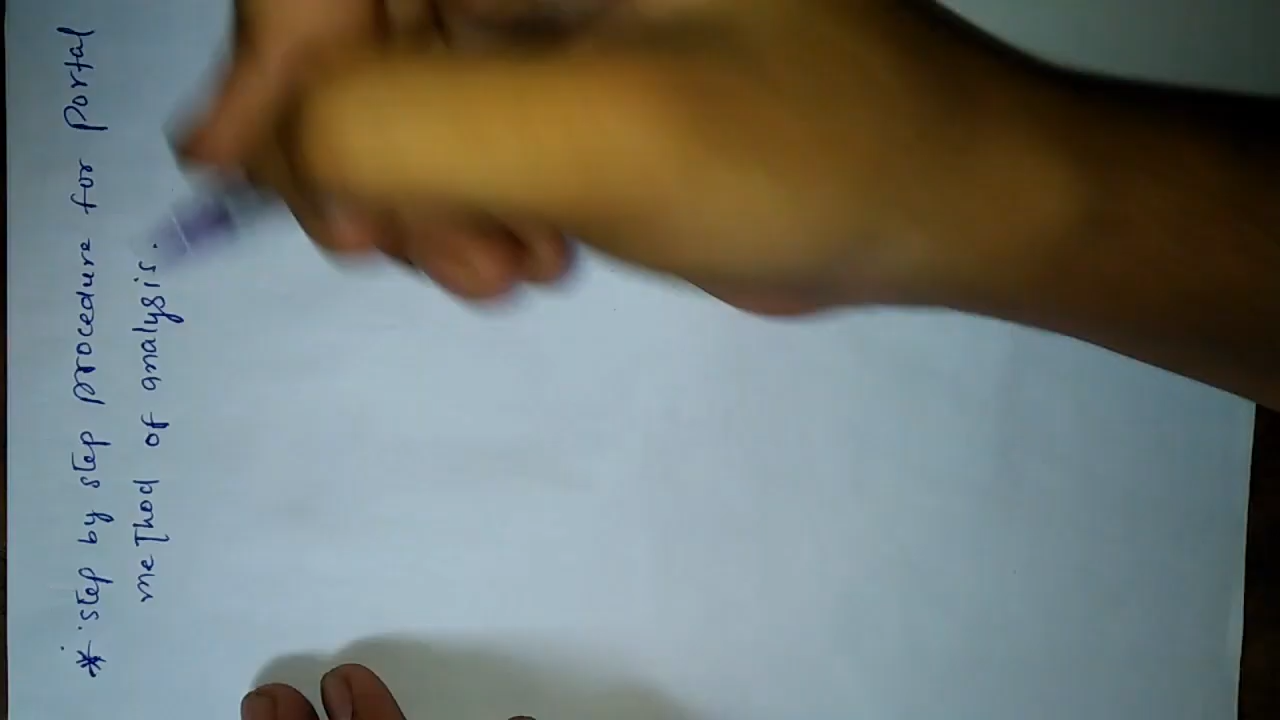 * step by step procedure for Portal
method of analysis.